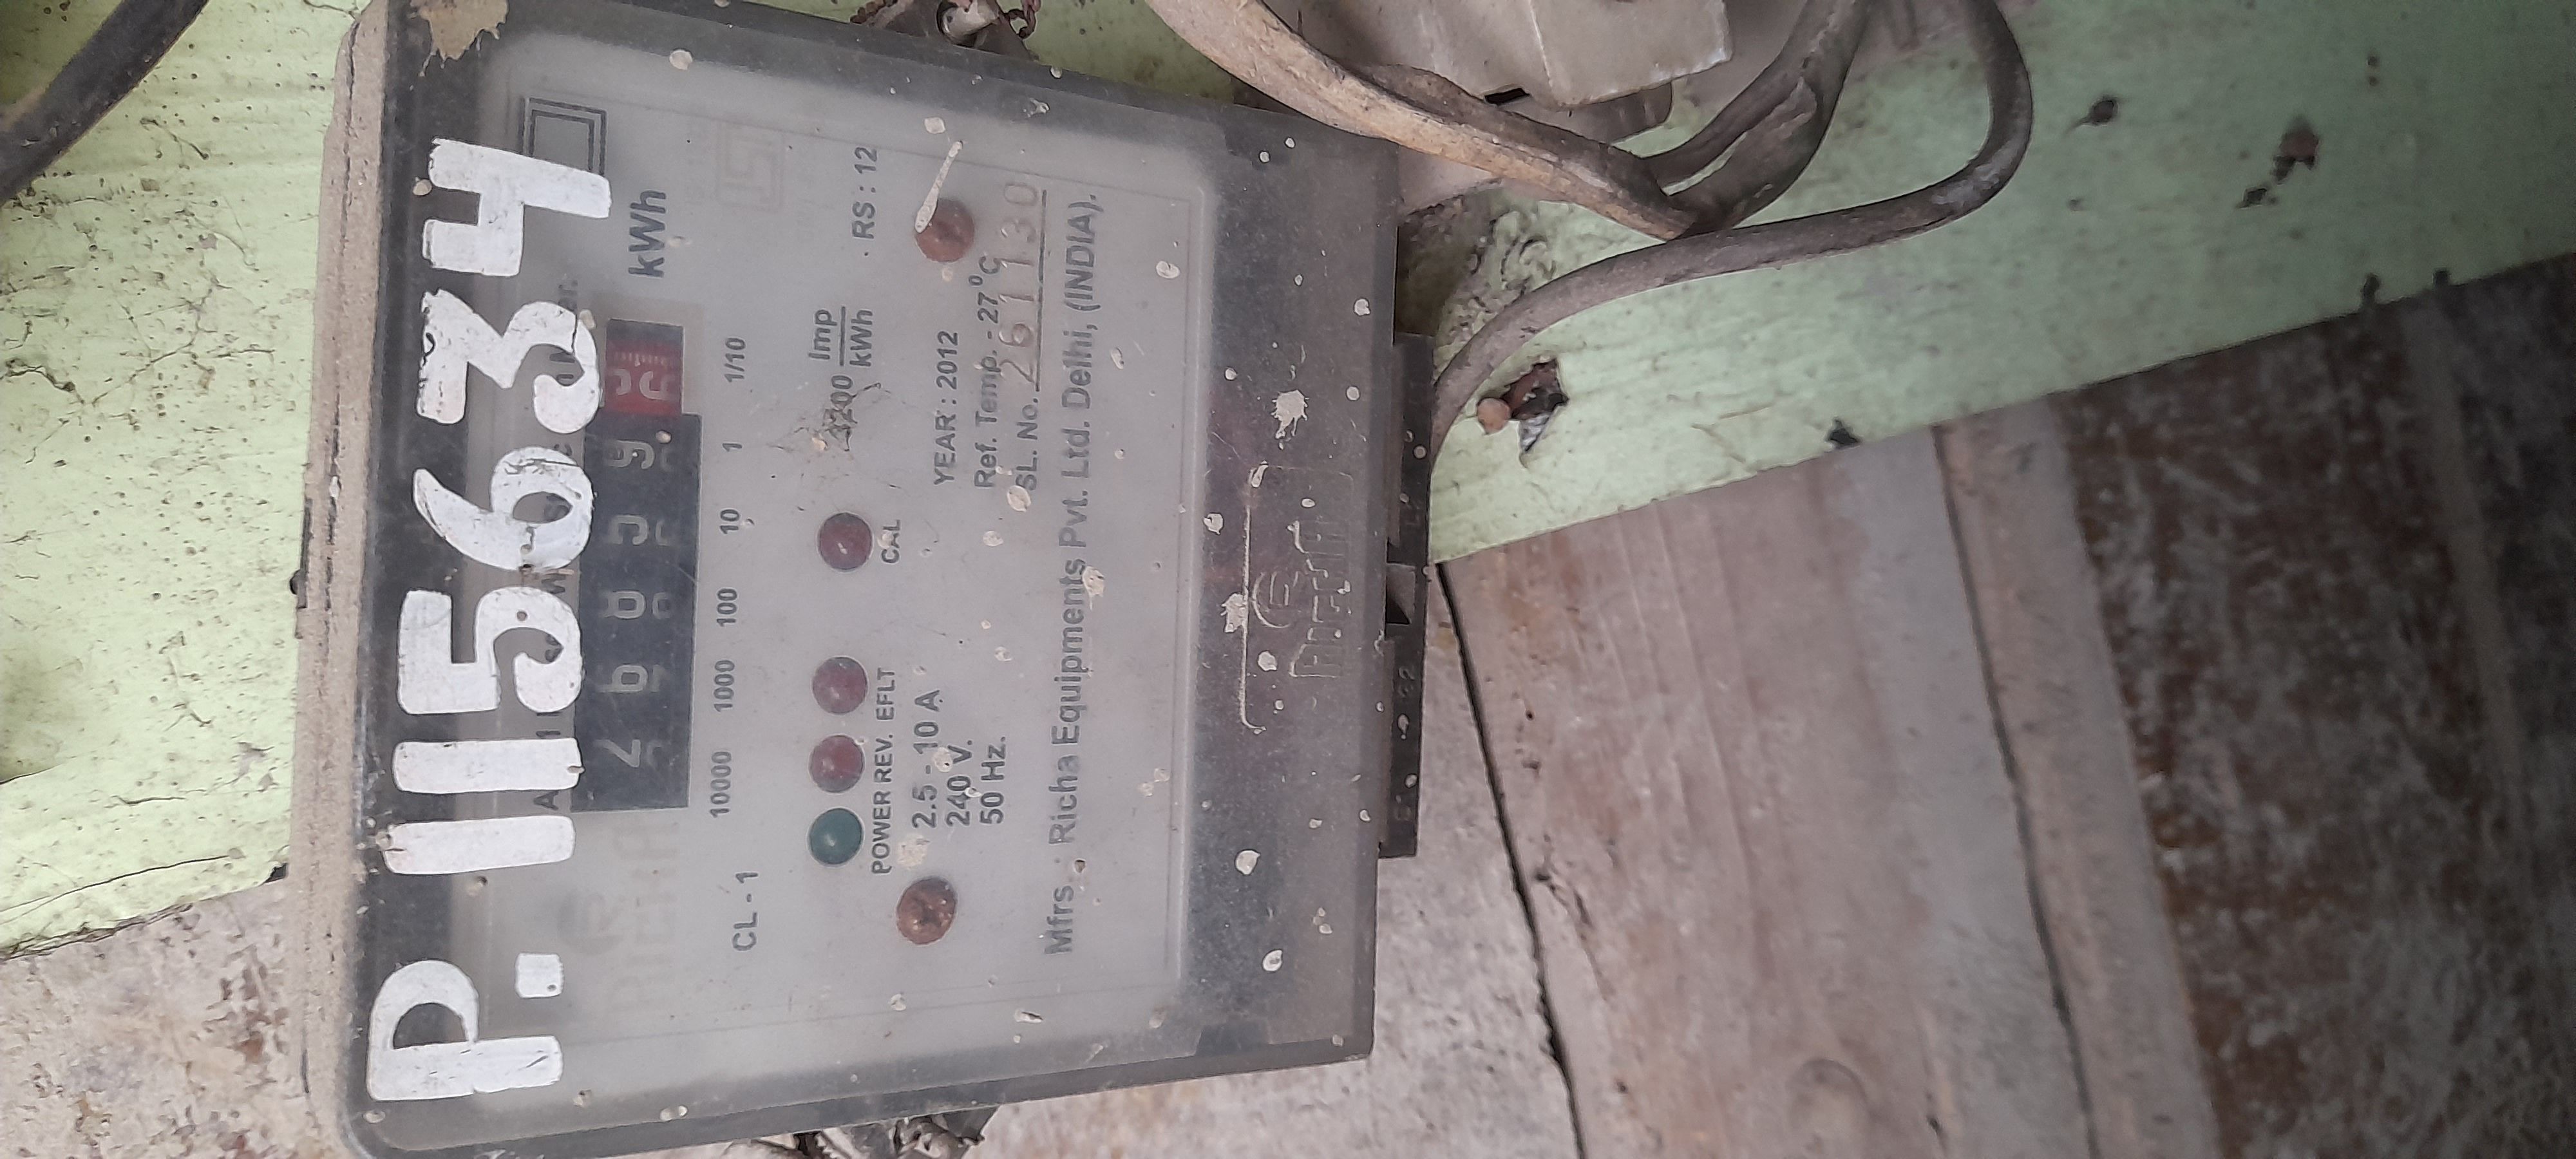 P.115634
kWh
10000 1000 100 10 1 1/10
CL - 1
RS : 12
Imp
kWh
POWER REV. EFLT
CAL
2.5 - 10 A
240 V.
50 Hz.
YEAR : 2012
Ref. Temp. - 27°C
SL. No. 2611130
Mfrs. : Richa Equipments Pvt. Ltd. Delhi, (INDIA).